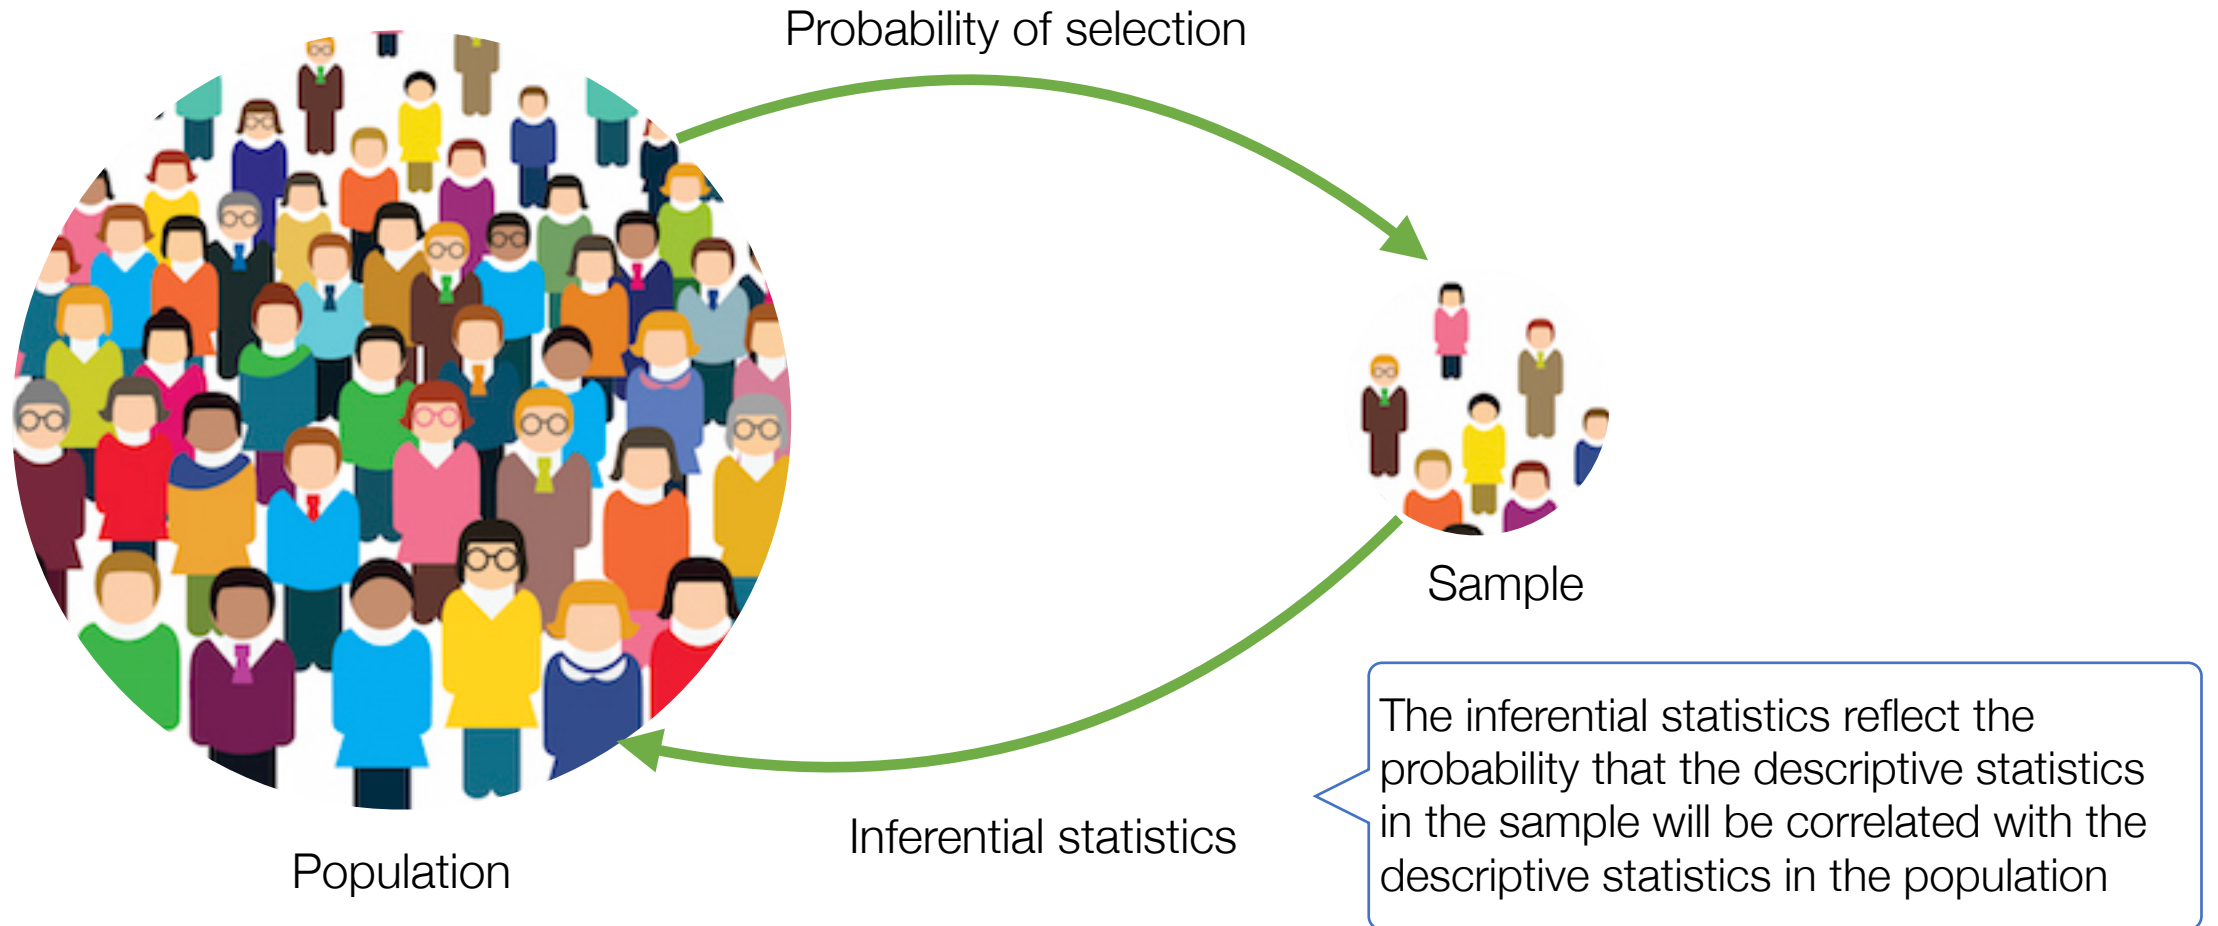 Probability of selection
Sample
The inferential statistics reflect the
probability that the descriptive statistics
in the sample will be correlated with the
descriptive statistics in the population
Inferential statistics
Population